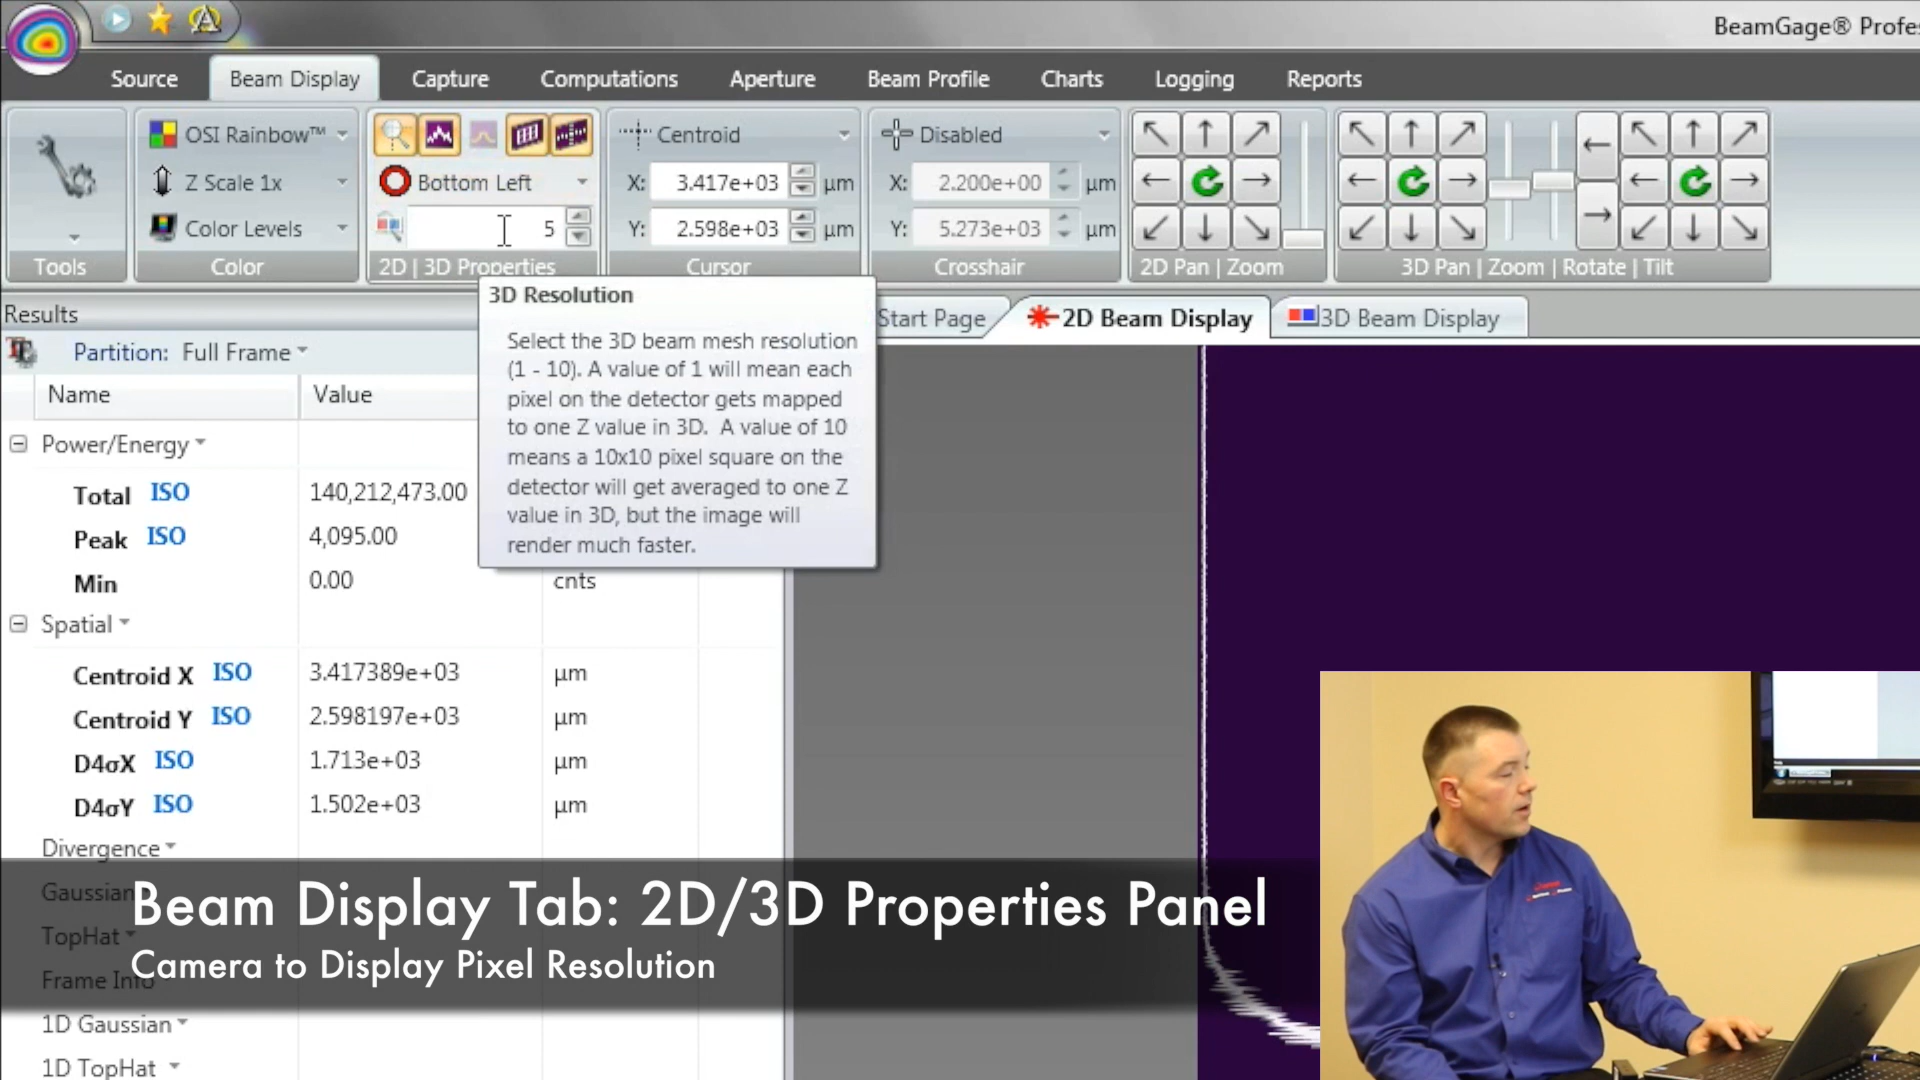 BeamGage® Profes
Source Beam Display Capture Computations Aperture Beam Profile Charts Logging Reports
OSI Rainbow™
Z Scale 1x
Color Levels
Bottom Left
5
Centroid
X: 3.417e+03 µm
Y: 2.598e+03 µm
Disabled
X: 2.200e+00 µm
Y: 5.273e+03 µm
Tools Color 2D | 3D Properties Cursor Crosshair 2D Pan | Zoom 3D Pan | Zoom | Rotate | Tilt
3D Resolution
Select the 3D beam mesh resolution
(1 - 10). A value of 1 will mean each
pixel on the detector gets mapped
to one Z value in 3D. A value of 10
means a 10x10 pixel square on the
detector will get averaged to one Z
value in 3D, but the image will
render much faster.
Start Page 2D Beam Display 3D Beam Display
Results
Partition: Full Frame
Name Value
Power/Energy
Total ISO 140,212,473.00
Peak ISO 4,095.00
Min 0.00 cnts
Spatial
Centroid X ISO 3.417389e+03 µm
Centroid Y ISO 2.598197e+03 µm
D4σX ISO 1.713e+03 µm
D4σY ISO 1.502e+03 µm
Divergence
Gaussian
TopHat
Frame Info
1D Gaussian
1D TopHat
Beam Display Tab: 2D/3D Properties Panel
Camera to Display Pixel Resolution